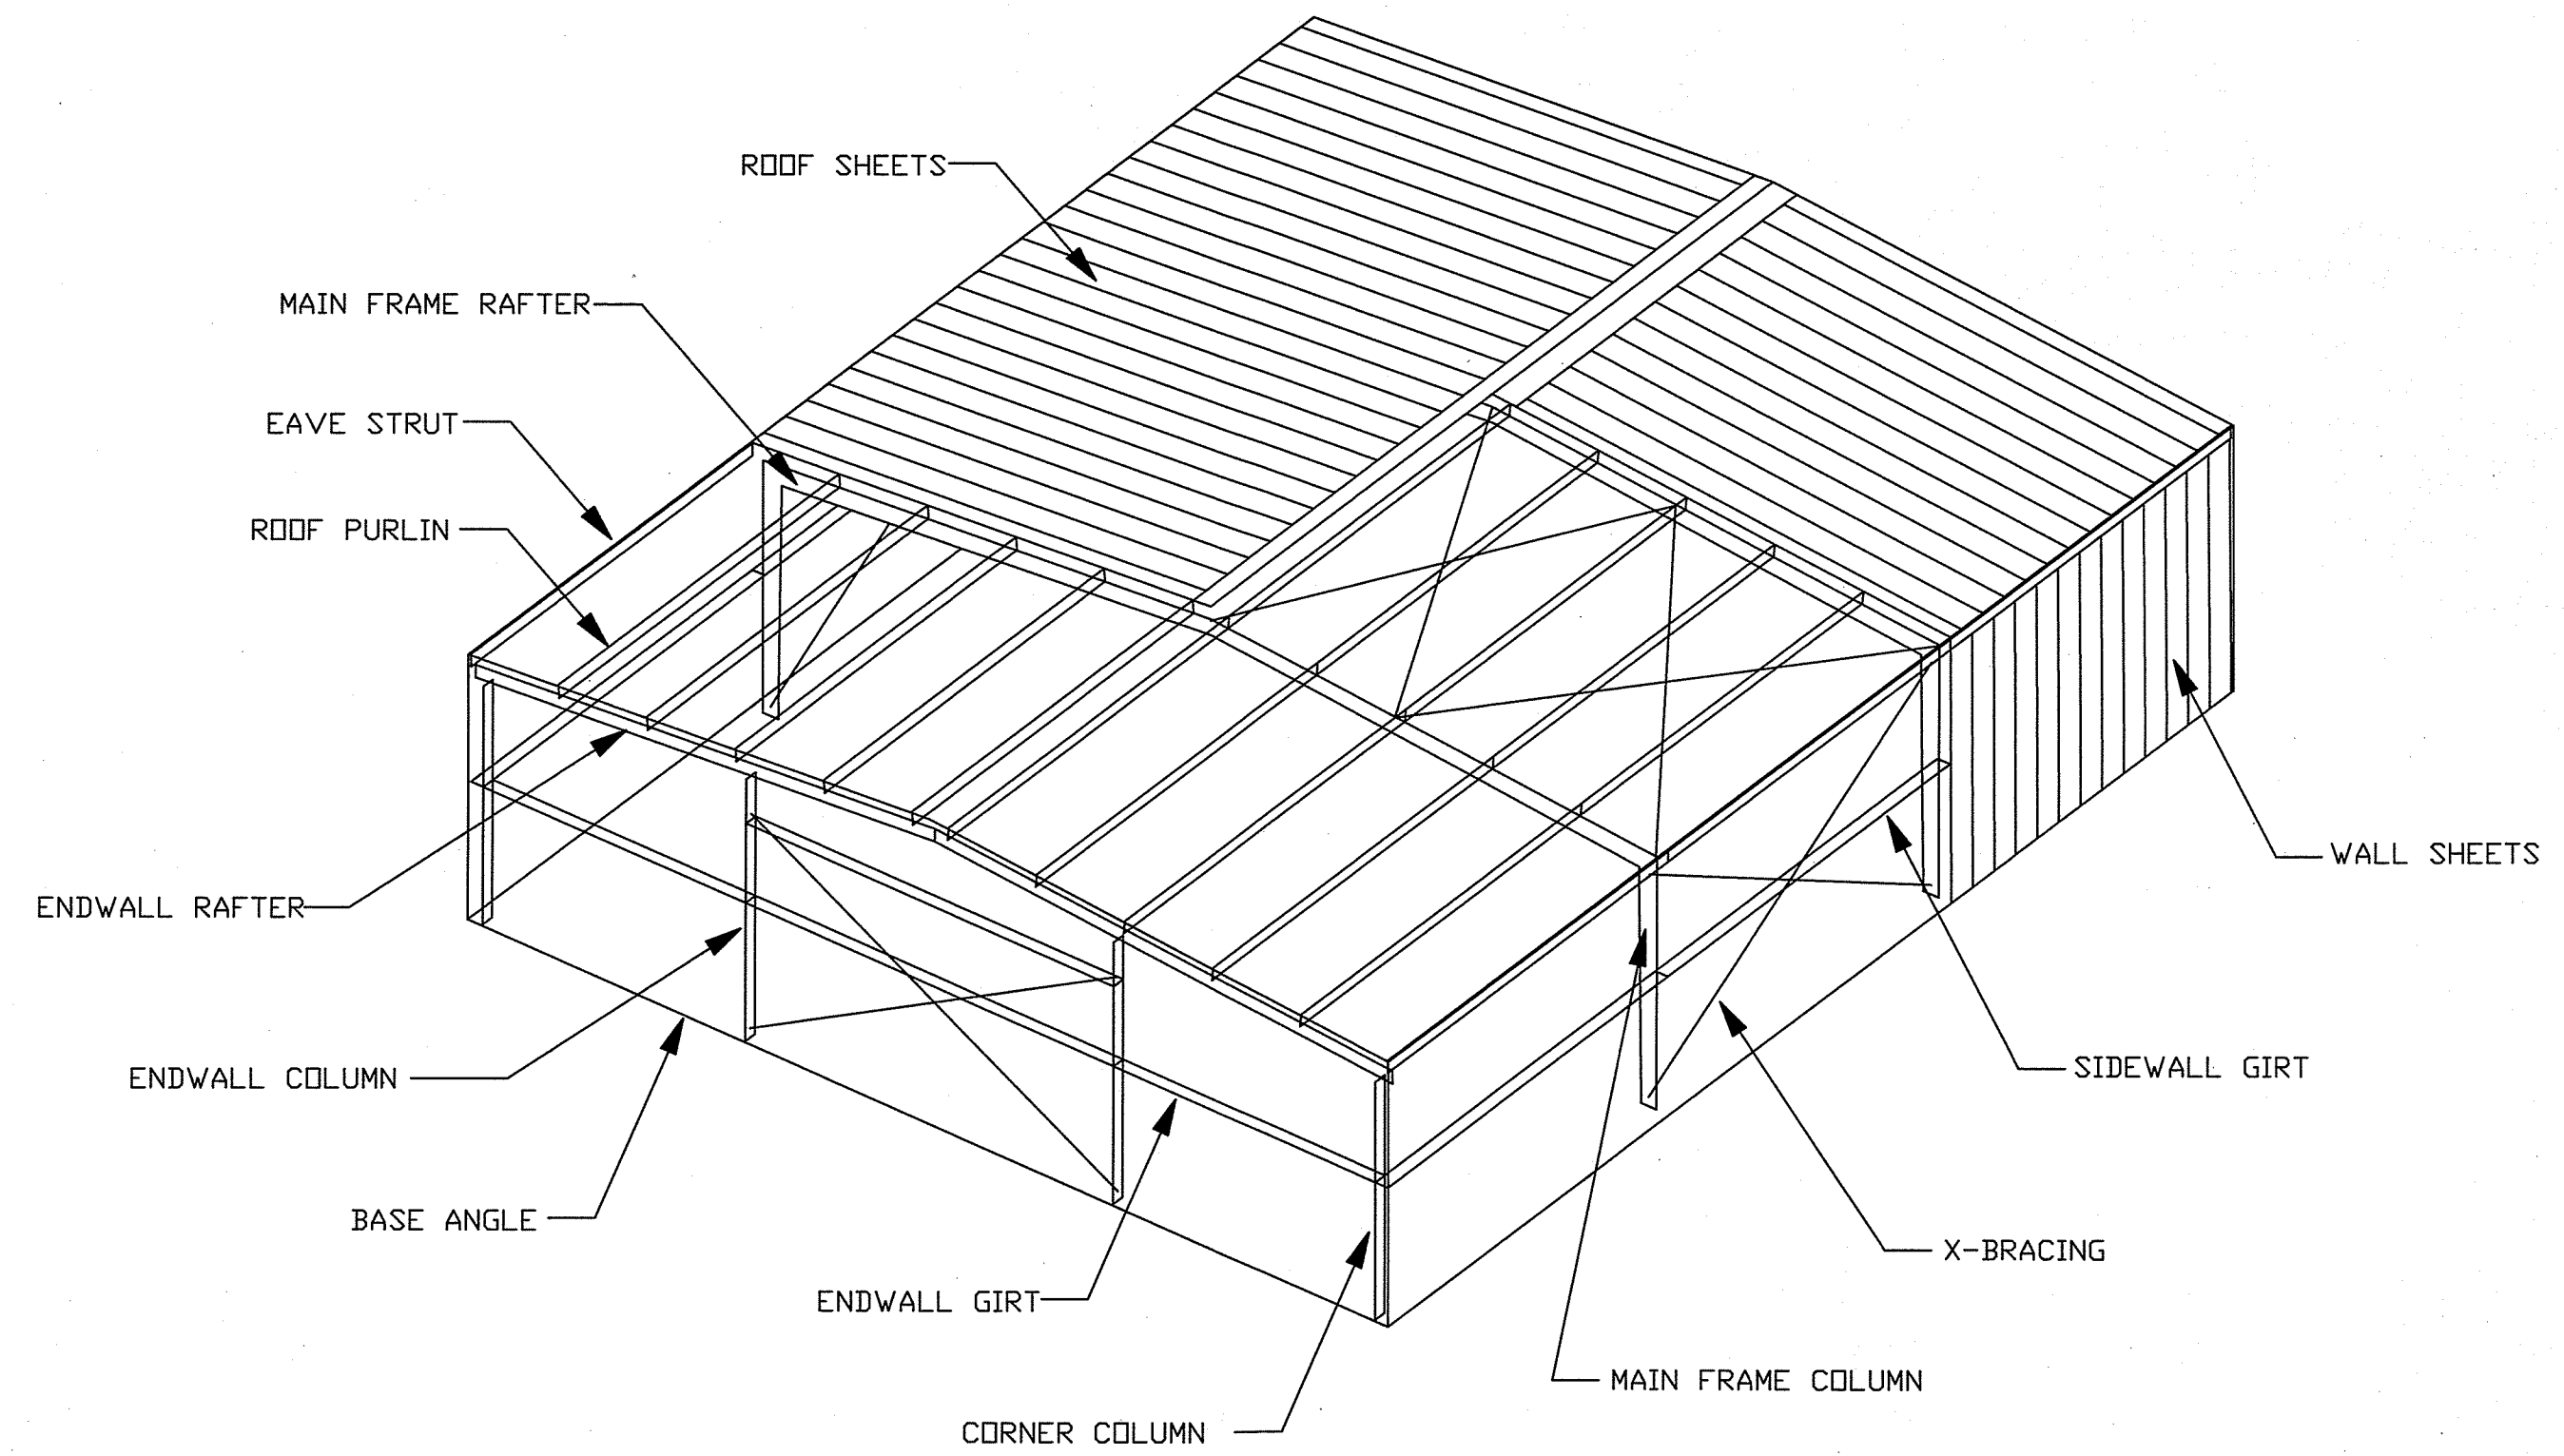 ROOF SHEETS
MAIN FRAME RAFTER
EAVE STRUT
ROOF PURLIN
WALL SHEETS
ENDWALL RAFTER
SIDEWALL GIRT
ENDWALL COLUMN
BASE ANGLE
X-BRACING
ENDWALL GIRT
MAIN FRAME COLUMN
CORNER COLUMN